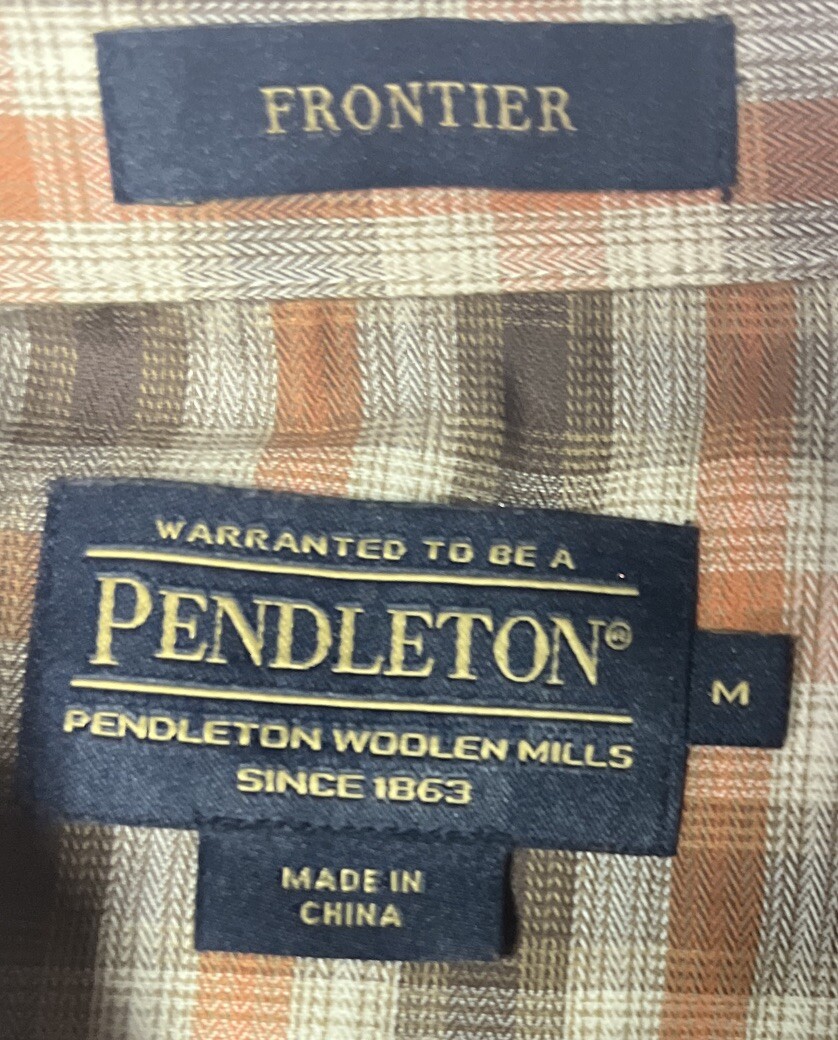 FRONTIER
WARRANTED TO BE A
PENDLETON®
PENDLETON WOOLEN MILLS
SINCE 1863
M
MADE IN
CHINA